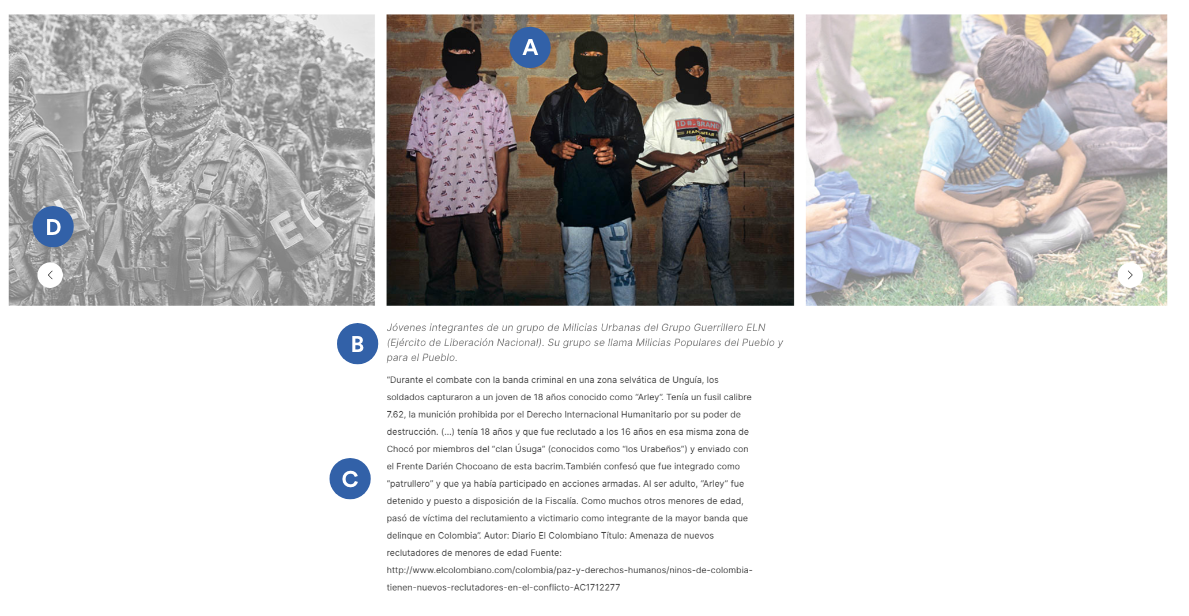 A
D
EL
DIM
B
Jóvenes integrantes de un grupo de Milicias Urbanas del Grupo Guerrillero ELN
(Ejército de Liberación Nacional). Su grupo se llama Milicias Populares del Pueblo y
para el Pueblo.
“Durante el combate con la banda criminal en una zona selvática de Unguía, los
soldados capturaron a un joven de 18 años conocido como “Arley”. Tenía un fusil calibre
7.62, la munición prohibida por el Derecho Internacional Humanitario por su poder de
destrucción. (...) tenía 18 años y que fue reclutado a los 16 años en esa misma zona de
Chocó por miembros del “clan Úsuga” (conocidos como “los Urabeños”) y enviado con
el Frente Darién Chocoano de esta bacrim.También confesó que fue integrado como
C
“patrullero” y que ya había participado en acciones armadas. Al ser adulto, “Arley” fue
detenido y puesto a disposición de la Fiscalía. Como muchos otros menores de edad,
pasó de víctima del reclutamiento a victimario como integrante de la mayor banda que
delinque en Colombia”. Autor: Diario El Colombiano Título: Amenaza de nuevos
reclutadores de menores de edad Fuente:
http://www.elcolombiano.com/colombia/paz-y-derechos-humanos/ninos-de-colombia-
tienen-nuevos-reclutadores-en-el-conflicto-AC1712277